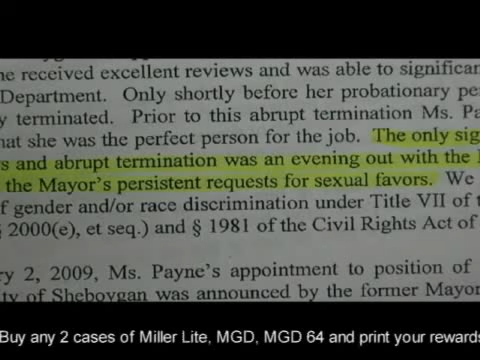 ne received excellent reviews and was able to significan
Department. Only shortly before her probationary pe
y terminated. Prior to this abrupt termination Ms. Pa
hat she was the perfect person for the job. The only sig
s and abrupt termination was an evening out with the
the Mayor's persistent requests for sexual favors. We
f gender and/or race discrimination under Title VII of t
§ 2000(e), et seq.) and § 1981 of the Civil Rights Act of
ry 2, 2009, Ms. Payne's appointment to position of
ity of Sheboygan was announced by the former Mayor
Buy any 2 cases of Miller Lite, MGD, MGD 64 and print your rewards